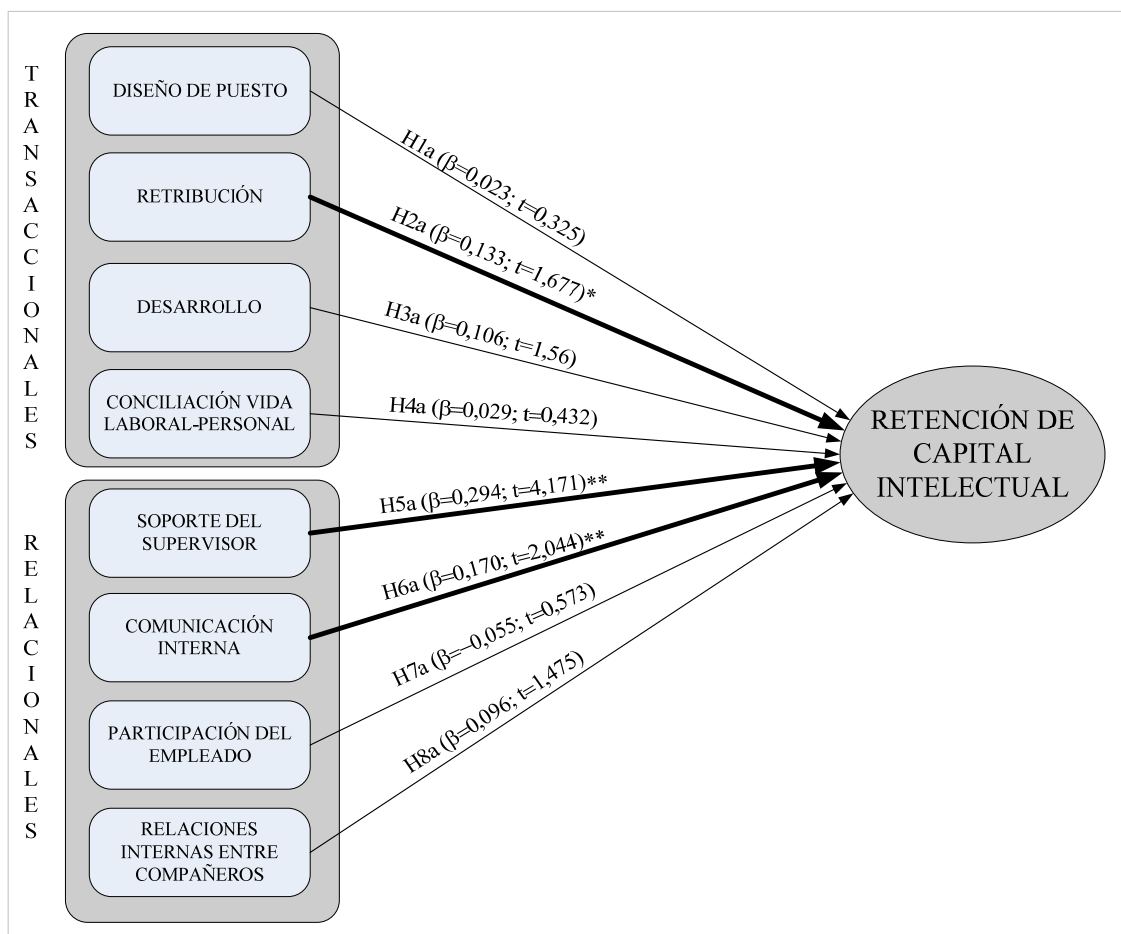 TRANSACCIONALES
DISEÑO DE PUESTO
RETRIBUCIÓN
DESARROLLO
CONCILIACIÓN VIDA
LABORAL-PERSONAL
RELACIONALES
SOPORTE DEL
SUPERVISOR
COMUNICACIÓN
INTERNA
PARTICIPACIÓN DEL
EMPLEADO
RELACIONES
INTERNAS ENTRE
COMPAÑEROS
H1a (β=0,023; t=0,325)
H2a (β=0,133; t=1,677)*
H3a (β=0,106; t=1,56)
H4a (β=0,029; t=0,432)
H5a (β=0,294; t=4,171)**
H6a (β=0,170; t=2,044)**
H7a (β=−0,055; t=0,573)
H8a (β=0,096; t=1,475)
RETENCIÓN DE
CAPITAL
INTELECTUAL